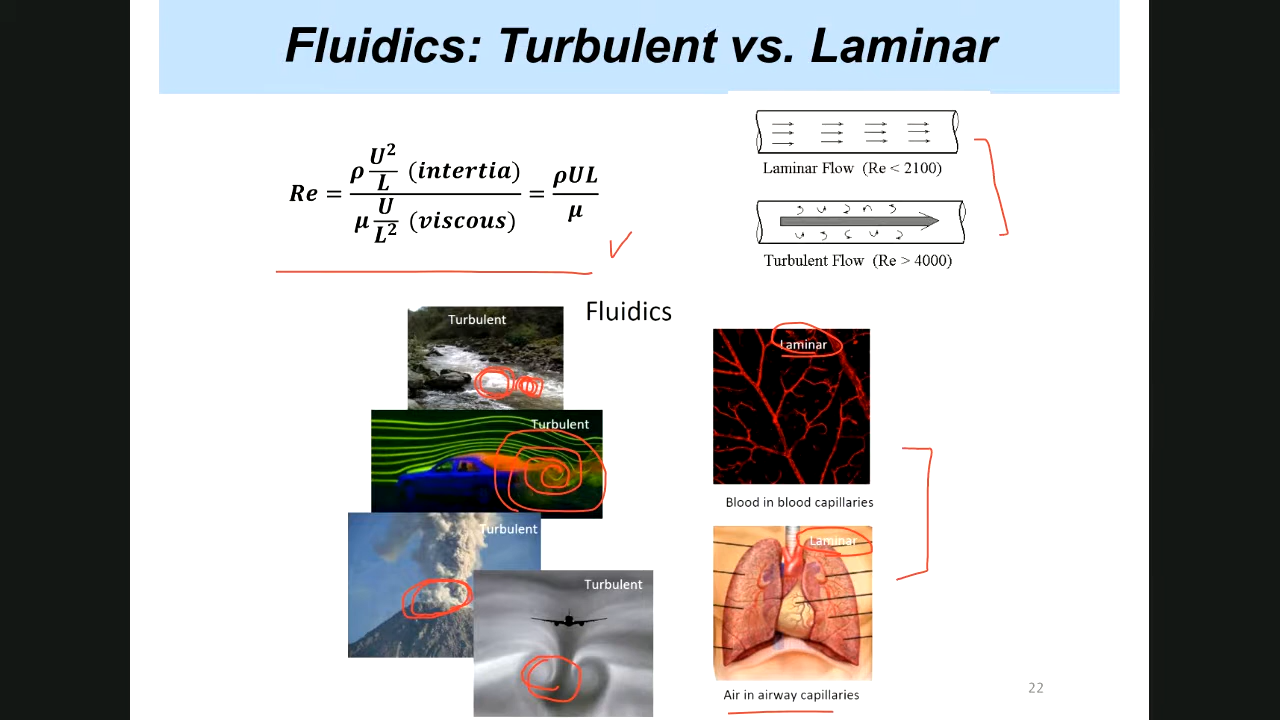 Fluidics: Turbulent vs. Laminar
Re = ρ U²/L (intertia) / μ U/L² (viscous) = ρUL / μ
Laminar Flow (Re < 2100)
Turbulent Flow (Re > 4000)
Fluidics
Turbulent
Turbulent
Turbulent
Turbulent
Laminar
Blood in blood capillaries
Laminar
Air in airway capillaries
22